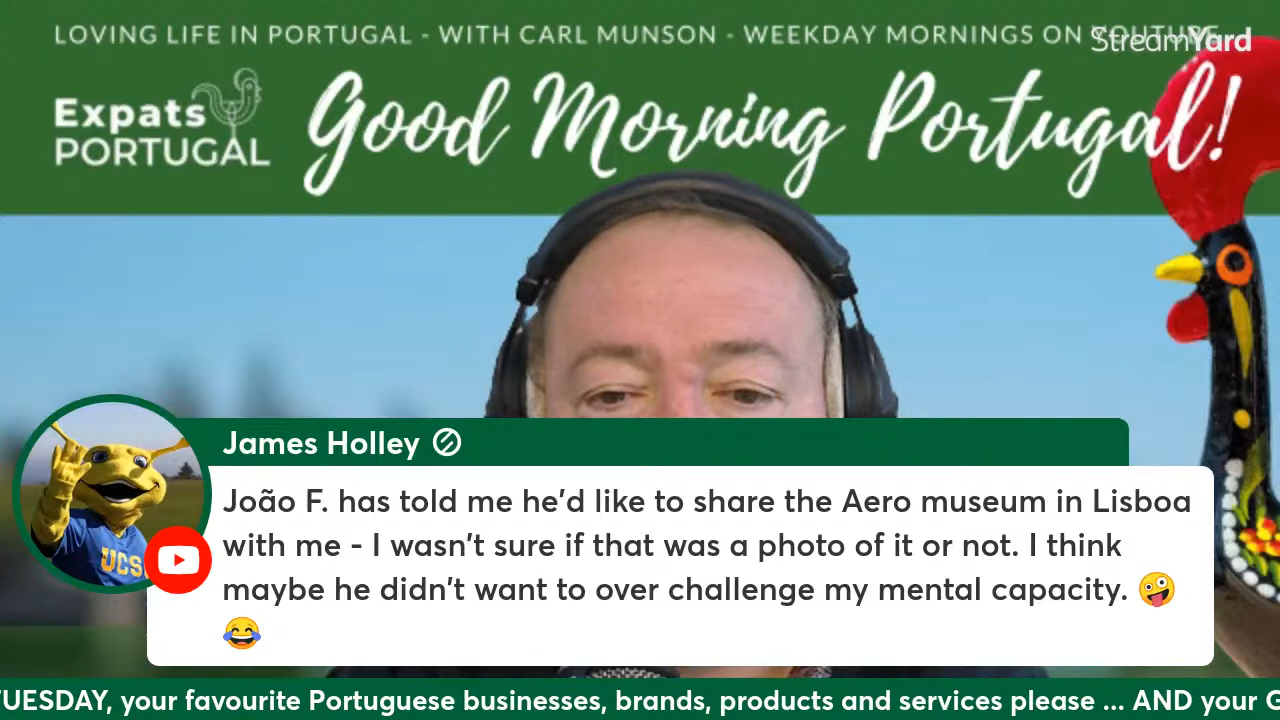 LOVING LIFE IN PORTUGAL - WITH CARL MUNSON - WEEKDAY MORNINGS ON YOUTUBE
StreamYard
Expats
PORTUGAL
Good Morning Portugal!
James Holley
João F. has told me he'd like to share the Aero museum in Lisboa
with me - I wasn't sure if that was a photo of it or not. I think
maybe he didn't want to over challenge my mental capacity. 🤪
😂
UCS
TUESDAY, your favourite Portuguese businesses, brands, products and services please ... AND your G